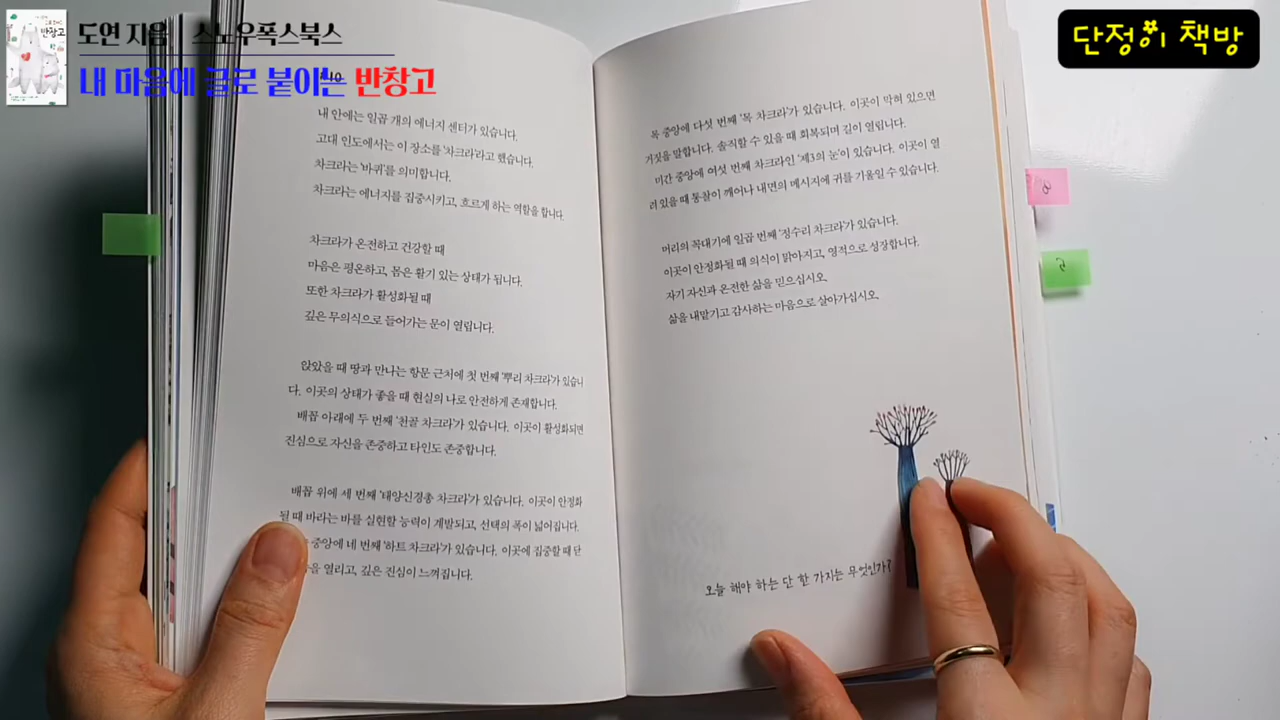 반창고
도연 지음 | 스노우폭스북스
내 마음에 글로 붙이는 반창고
단정이 책방
내 안에는 일곱 개의 에너지 센터가 있습니다.
고대 인도에서는 이 장소를 '차크라'라고 했습니다.
차크라는 '바퀴'를 의미합니다.
차크라는 에너지를 집중시키고, 흐르게 하는 역할을 합니다.
차크라가 온전하고 건강할 때
마음은 평온하고, 몸은 활기 있는 상태가 됩니다.
또한 차크라가 활성화될 때
깊은 무의식으로 들어가는 문이 열립니다.
앉았을 때 땅과 만나는 항문 근처에 첫 번째 '뿌리 차크라'가 있습니
다. 이곳의 상태가 좋을 때 현실의 나로 안전하게 존재합니다.
배꼽 아래에 두 번째 '천골 차크라'가 있습니다. 이곳이 활성화되면
진심으로 자신을 존중하고 타인도 존중합니다.
배꼽 위에 세 번째 '태양신경총 차크라'가 있습니다. 이곳이 안정화
될 때 바라는 바를 실현할 능력이 계발되고, 선택의 폭이 넓어집니다.
중앙에 네 번째 '하트 차크라'가 있습니다. 이곳에 집중할 때 닫
을 열리고, 깊은 진심이 느껴집니다.
목 중앙에 다섯 번째 '목 차크라'가 있습니다. 이곳이 막혀 있으면
거짓을 말합니다. 솔직할 수 있을 때 회복되며 길이 열립니다.
미간 중앙에 여섯 번째 차크라인 '제3의 눈'이 있습니다. 이곳이 열
려 있을 때 통찰이 깨어나 내면의 메시지에 귀를 기울일 수 있습니다.
머리의 꼭대기에 일곱 번째 '정수리 차크라'가 있습니다.
이곳이 안정화될 때 의식이 밝아지고, 영적으로 성장합니다.
자기 자신과 온전한 삶을 믿으십시오.
삶을 내맡기고 감사하는 마음으로 살아가십시오.
오늘 해야 하는 단 한 가지는 무엇인가?